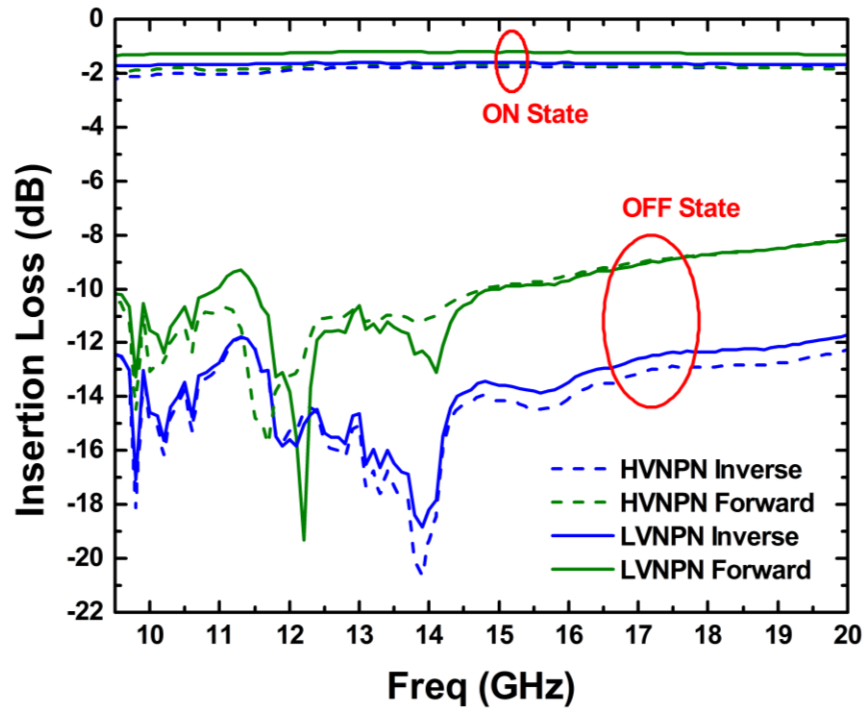 0
-2
-4
-6
-8
-10
-12
-14
-16
-18
-20
-22
Insertion Loss (dB)
ON State
OFF State
HVNPN Inverse
HVNPN Forward
LVNPN Inverse
LVNPN Forward
10 11 12 13 14 15 16 17 18 19 20
Freq (GHz)